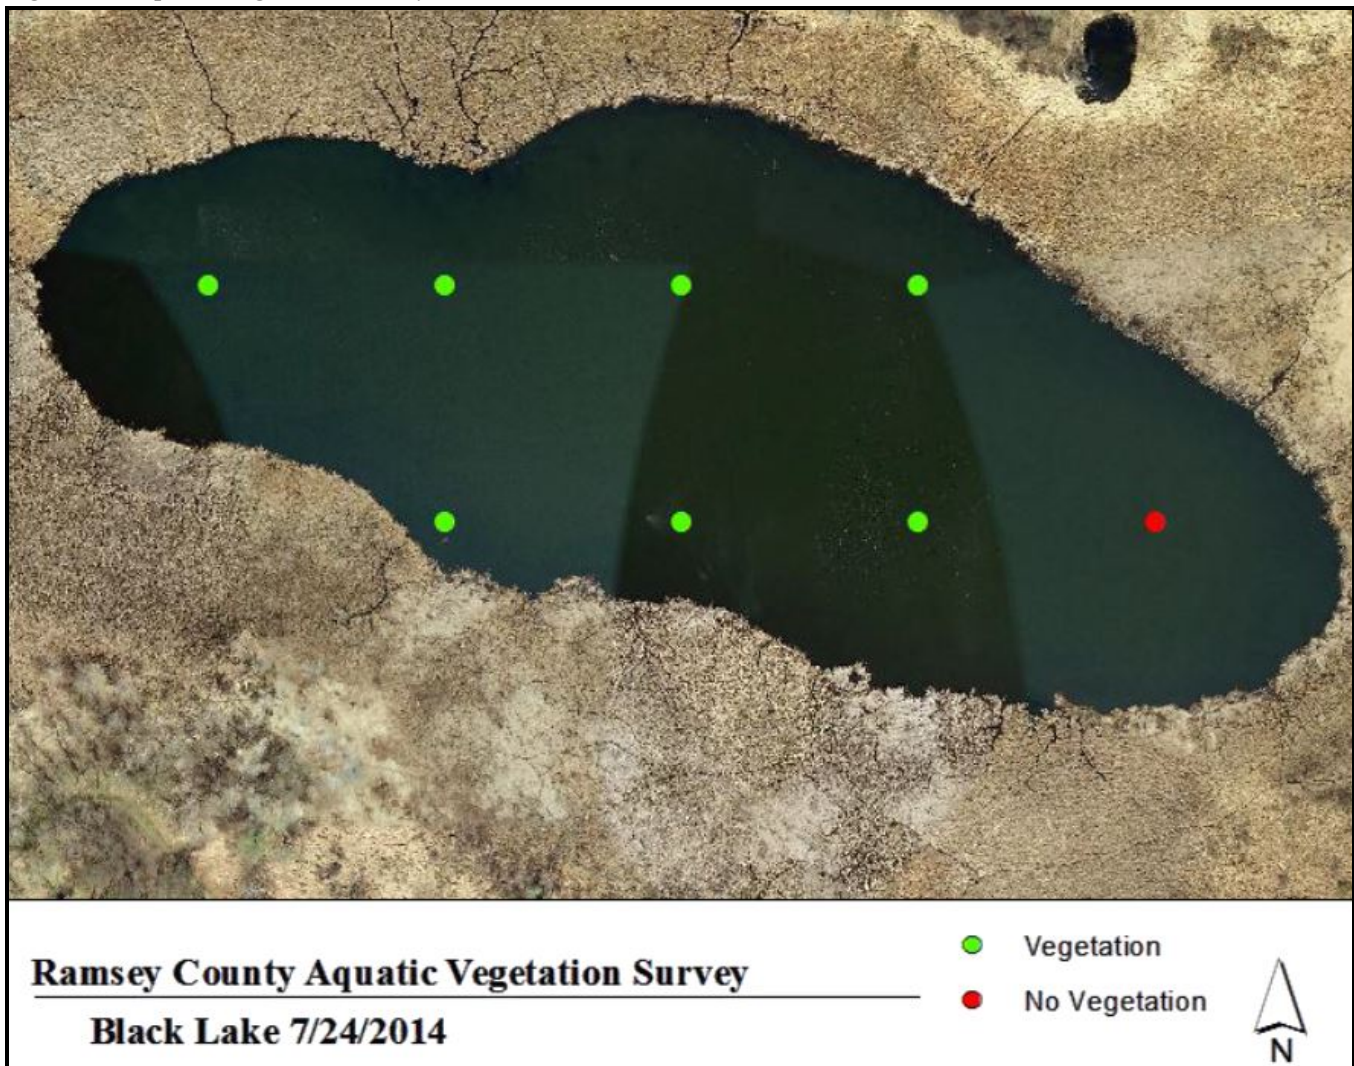 Ramsey County Aquatic Vegetation Survey
Black Lake 7/24/2014
Vegetation
No Vegetation
N